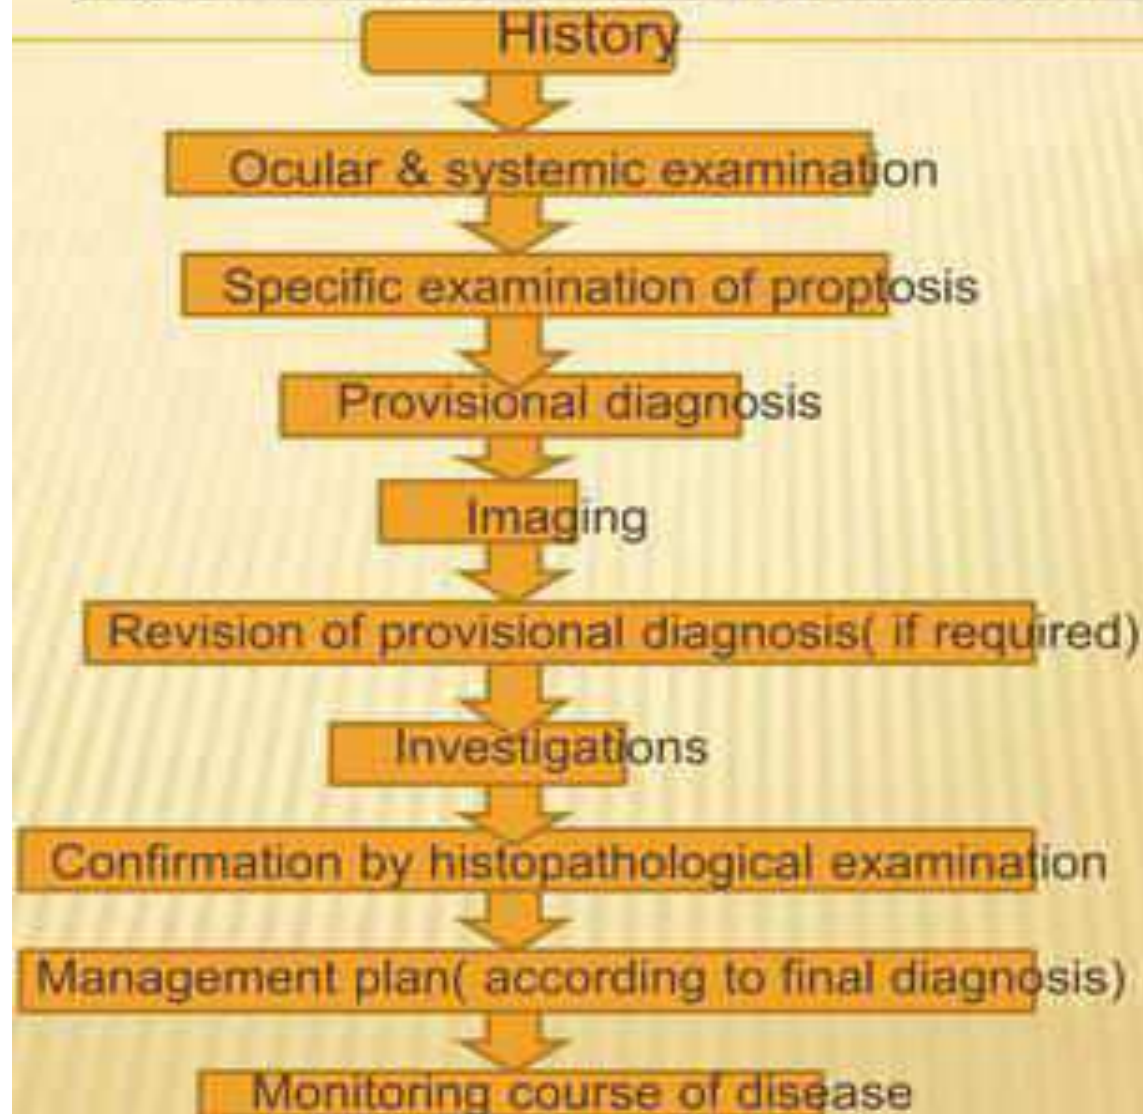 History
Ocular & systemic examination
Specific examination of proptosis
Provisional diagnosis
Imaging
Revision of provisional diagnosis( if required)
Investigations
Confirmation by histopathological examination
Management plan( according to final diagnosis)
Monitoring course of disease